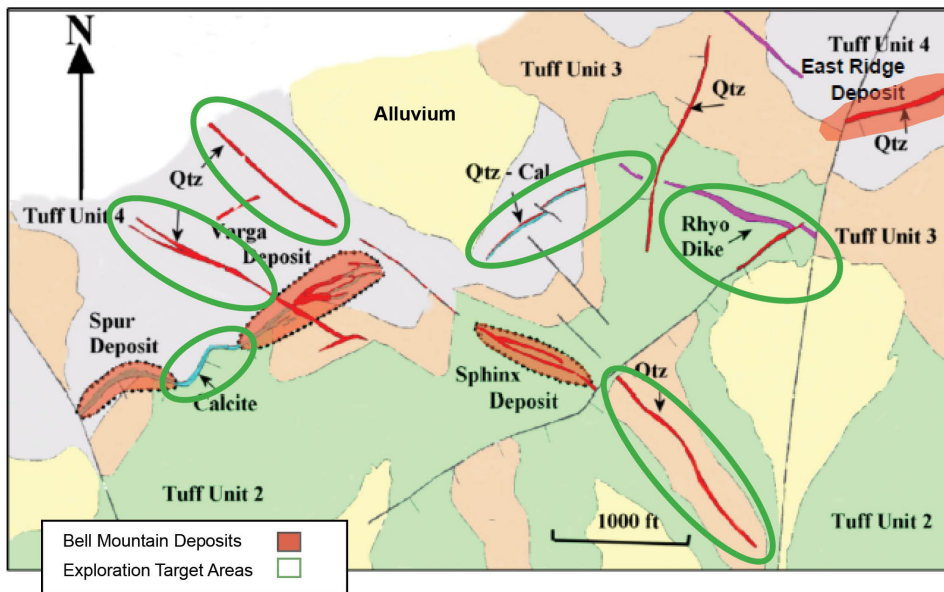 N
Tuff Unit 4
East Ridge
Deposit
Qtz
Tuff Unit 3
Qtz
Alluvium
Qtz
Qtz - Cal
Tuff Unit 4
Varga
Deposit
Rhyo
Dike
Tuff Unit 3
Spur
Deposit
Calcite
Sphinx
Deposit
Qtz
Tuff Unit 2
1000 ft
Tuff Unit 2
Bell Mountain Deposits
Exploration Target Areas